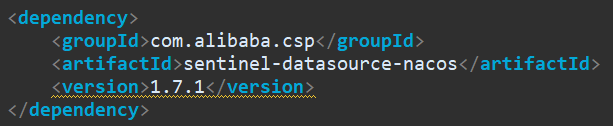 <dependency>
<groupId>com.alibaba.csp</groupId>
<artifactId>sentinel-datasource-nacos</artifactId>
<version>1.7.1</version>
</dependency>